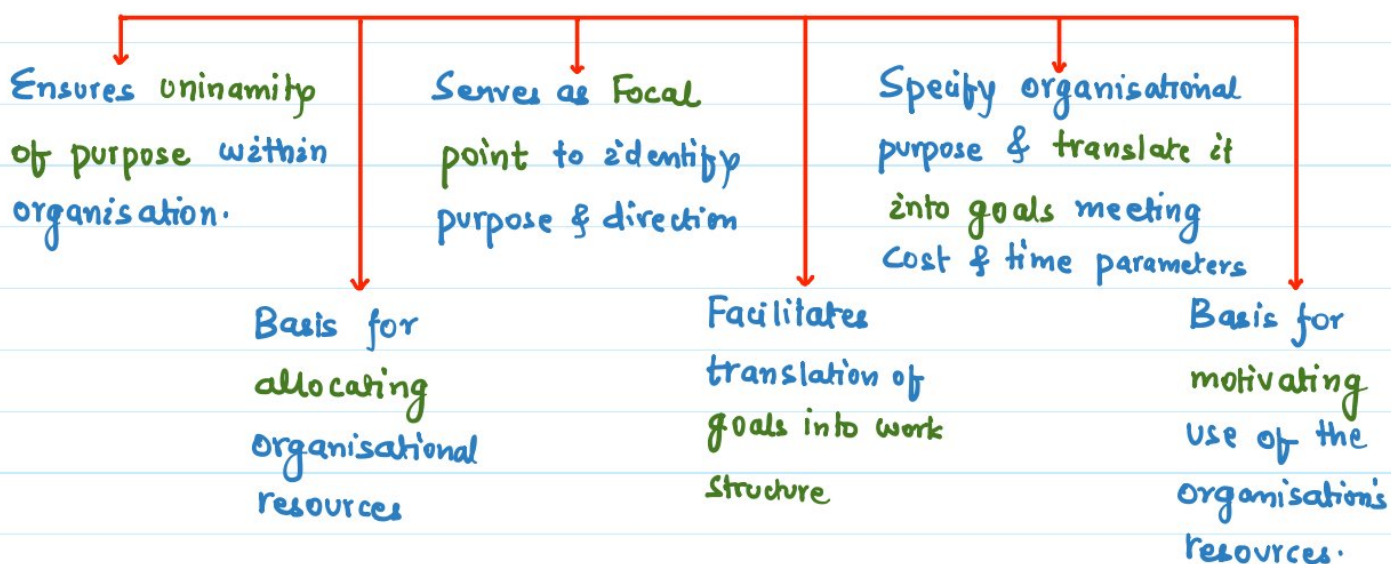 Ensures uninamity
of purpose within
organisation.
Serves as Focal
point to identify
purpose & direction
Specify organisational
purpose & translate it
into goals meeting
cost & time parameters
Basis for
allocating
organisational
resources
Facilitates
translation of
goals into work
structure
Basis for
motivating
use of the
organisation's
resources.